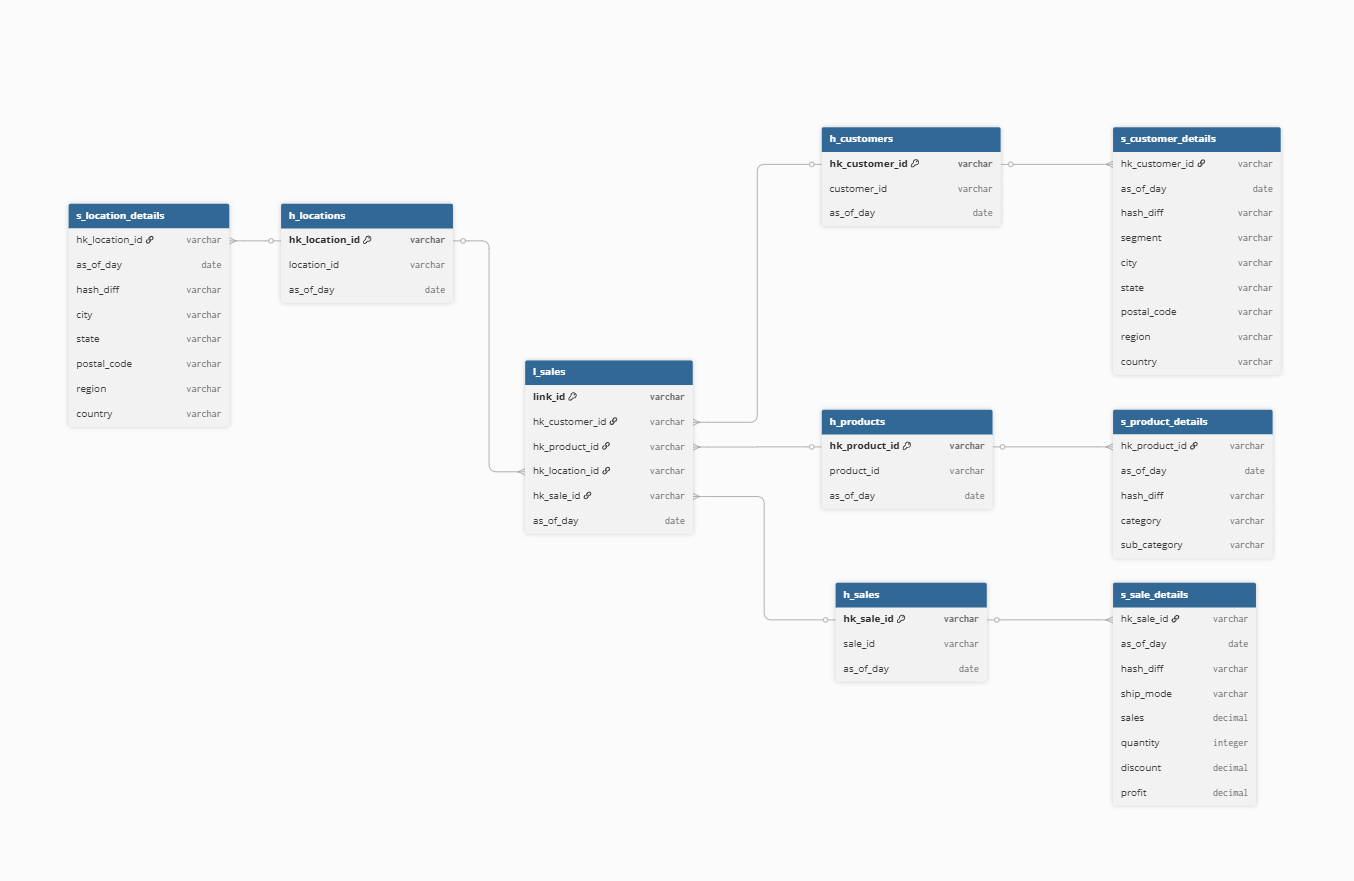 s_location_details
hk_location_id varchar
as_of_day date
hash_diff varchar
city varchar
state varchar
postal_code varchar
region varchar
country varchar
h_locations
hk_location_id varchar
location_id varchar
as_of_day date
l_sales
link_id varchar
hk_customer_id varchar
hk_product_id varchar
hk_location_id varchar
hk_sale_id varchar
as_of_day date
h_customers
hk_customer_id varchar
customer_id varchar
as_of_day date
s_customer_details
hk_customer_id varchar
as_of_day date
hash_diff varchar
segment varchar
city varchar
state varchar
postal_code varchar
region varchar
country varchar
h_products
hk_product_id varchar
product_id varchar
as_of_day date
s_product_details
hk_product_id varchar
as_of_day date
hash_diff varchar
category varchar
sub_category varchar
h_sales
hk_sale_id varchar
sale_id varchar
as_of_day date
s_sale_details
hk_sale_id varchar
as_of_day date
hash_diff varchar
ship_mode varchar
sales decimal
quantity integer
discount decimal
profit decimal